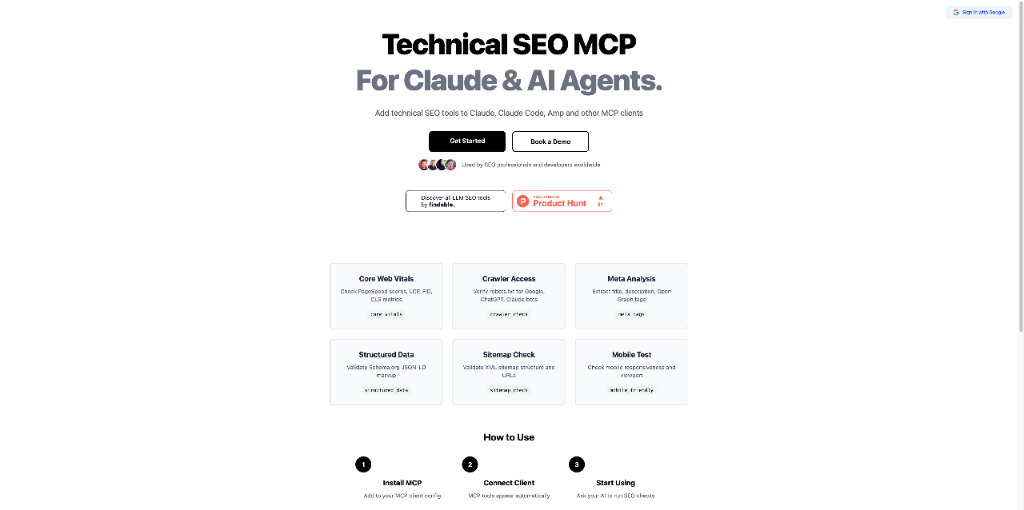 Sign in with Google
Technical SEO MCP
For Claude & AI Agents.
Add technical SEO tools to Claude, Claude Code, Amp and other MCP clients
Get Started
Book a Demo
Used by SEO professionals and developers worldwide
Discover all LLM SEO tools
by findable.
Product Hunt
Core Web Vitals
Check PageSpeed scores, LCP, FID,
CLS metrics
core_vitals
Crawler Access
Verify robots.txt for Google,
ChatGPT, Claude bots
crawler_check
Meta Analysis
Extract title, description, Open
Graph tags
meta_tags
Structured Data
Validate Schema.org JSON-LD
markup
structured_data
Sitemap Check
Validate XML sitemap structure and
URLs
sitemap_check
Mobile Test
Check mobile responsiveness and
viewport
mobile_friendly
How to Use
1
Install MCP
Add to your MCP client config
2
Connect Client
MCP tools appear automatically
3
Start Using
Ask your AI to run SEO checks